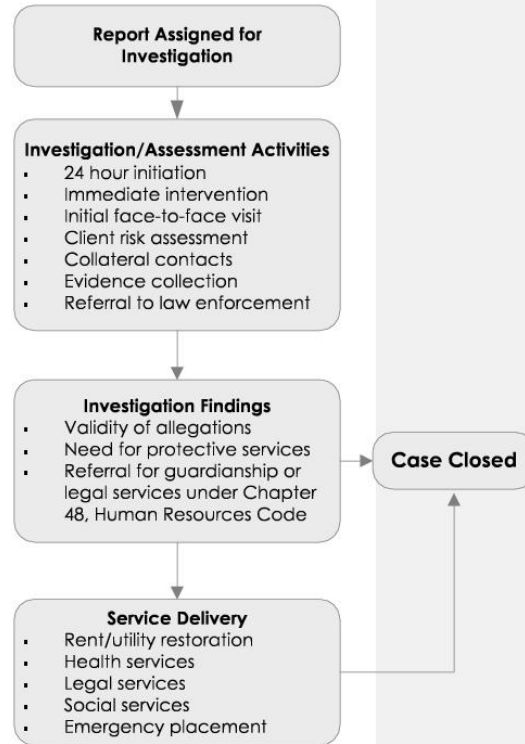 Report Assigned for
Investigation
Investigation/Assessment Activities
▪ 24 hour initiation
▪ Immediate intervention
▪ Initial face-to-face visit
▪ Client risk assessment
▪ Collateral contacts
▪ Evidence collection
▪ Referral to law enforcement
Investigation Findings
▪ Validity of allegations
▪ Need for protective services
▪ Referral for guardianship or
legal services under Chapter
48, Human Resources Code
Case Closed
Service Delivery
▪ Rent/utility restoration
▪ Health services
▪ Legal services
▪ Social services
▪ Emergency placement